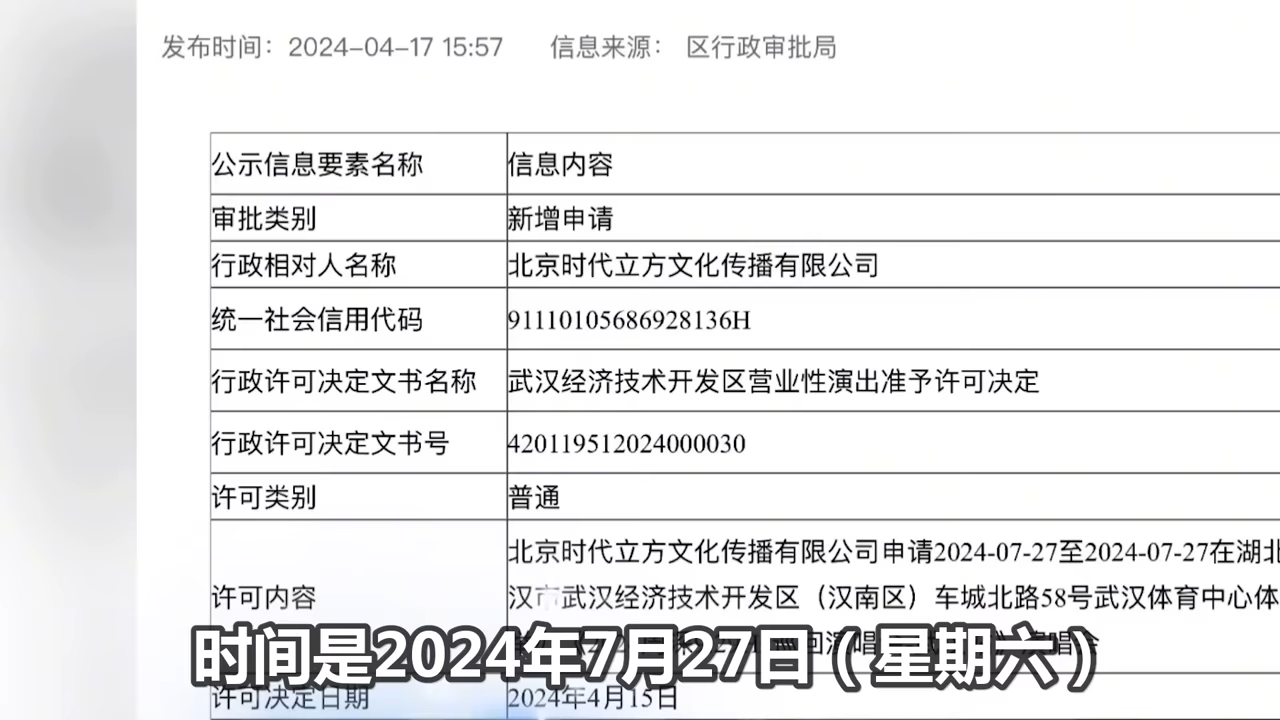 发布时间：2024-04-17 15:57 信息来源： 区行政审批局
公示信息要素名称 信息内容
审批类别 新增申请
行政相对人名称 北京时代立方文化传播有限公司
统一社会信用代码 91110105686928136H
行政许可决定文书名称 武汉经济技术开发区营业性演出准予许可决定
行政许可决定文书号 420119512024000030
许可类别 普通
北京时代立方文化传播有限公司申请2024-07-27至2024-07-27在湖北
许可内容 汉市武汉经济技术开发区（汉南区）车城北路58号武汉体育中心体
时间是2024年7月27日（星期六）
许可决定日期 2024年4月15日